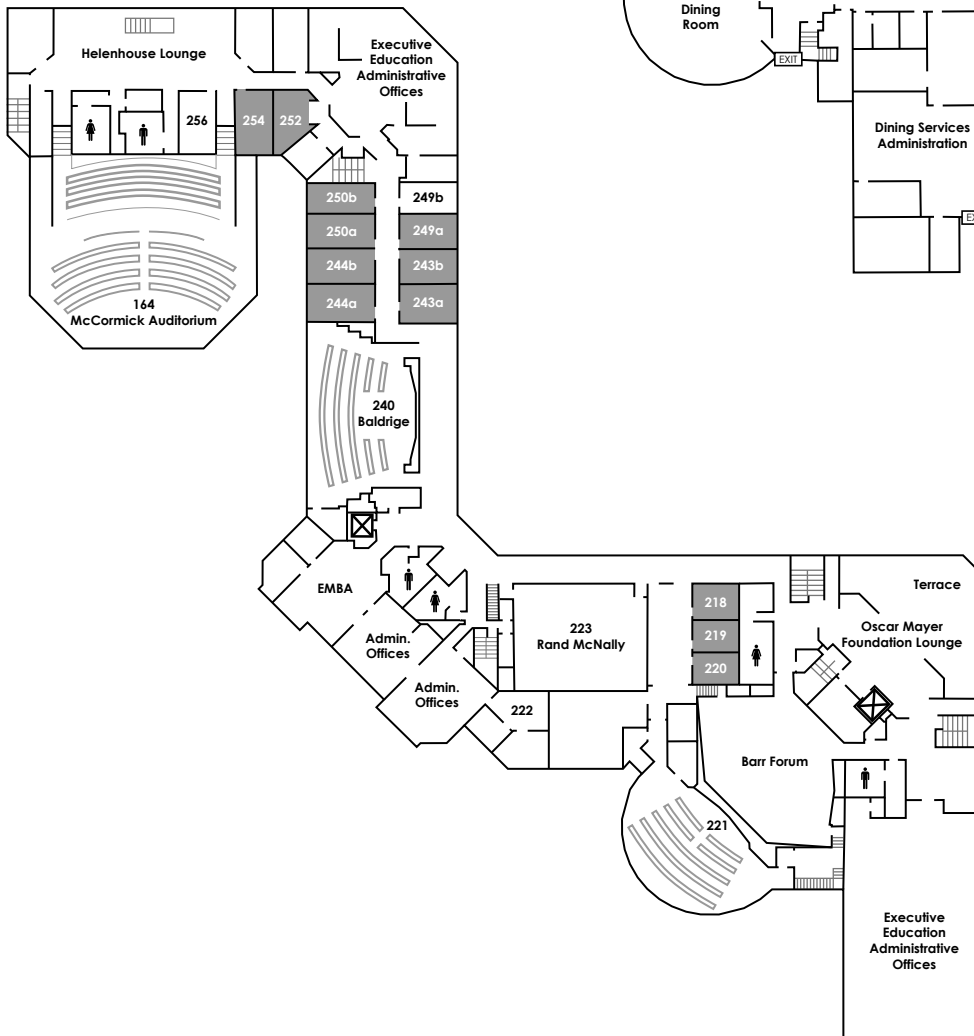 Dining
Room
EXIT
Helenhouse Lounge
Executive
Education
Administrative
Offices
256
254
252
Dining Services
Administration
250b
249b
250a
249a
244b
243b
244a
243a
164
McCormick Auditorium
240
Baldrige
EMBA
Admin.
Offices
Admin.
Offices
222
223
Rand McNally
218
219
220
Terrace
Oscar Mayer
Foundation Lounge
Barr Forum
221
Executive
Education
Administrative
Offices